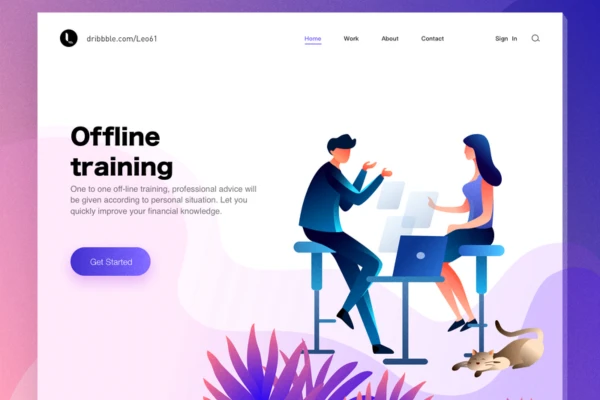 dribbble.com/Leo61
Home Work About Contact Sign In
Offline
training
One to one off-line training, professional advice will
be given according to personal situation. Let you
quickly improve your financial knowledge.
Get Started